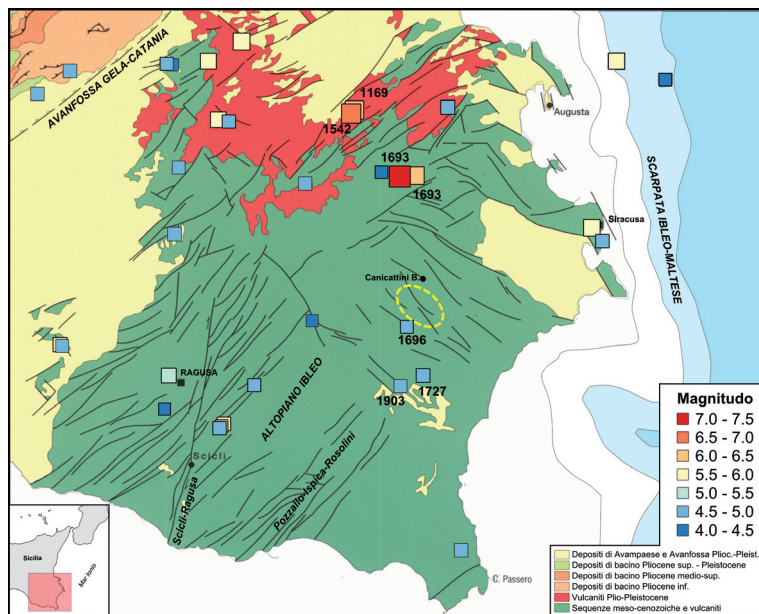 AVANFOSSA GELA-CATANIA
1169
1542
Augusta
1693
1693
Siracusa
SCARPATA IBLEO-MALTESE
Canicattini B.
1696
RAGUSA
ALTOPIANO IBLEO
1903
1727
Scicli
Scicli-Ragusa
Pozzallo-Ispica-Rosolini
C. Passero
Magnitudo
7.0 - 7.5
6.5 - 7.0
6.0 - 6.5
5.5 - 6.0
5.0 - 5.5
4.5 - 5.0
4.0 - 4.5
Sicilia
Mar Ionio
Depositi di Avampaese e Avanfossa Plioc.-Pleist.
Depositi di bacino Pliocene sup. - Pleistocene
Depositi di bacino Pliocene medio-sup.
Depositi di bacino Pliocene inf.
Vulcaniti Plio-Pleistocene
Sequenze meso-cenozoiche e vulcaniti